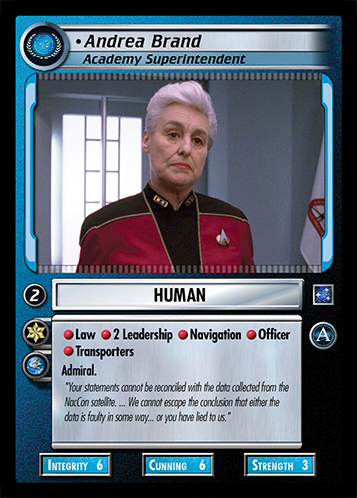 • Andrea Brand
Academy Superintendent
2
HUMAN
A
Law 2 Leadership Navigation Officer
Transporters
Admiral.
"Your statements cannot be reconciled with the data collected from the
NavCon satellite. ... We cannot escape the conclusion that either the
data is faulty in some way... or you have lied to us."
INTEGRITY 6 CUNNING 6 STRENGTH 3